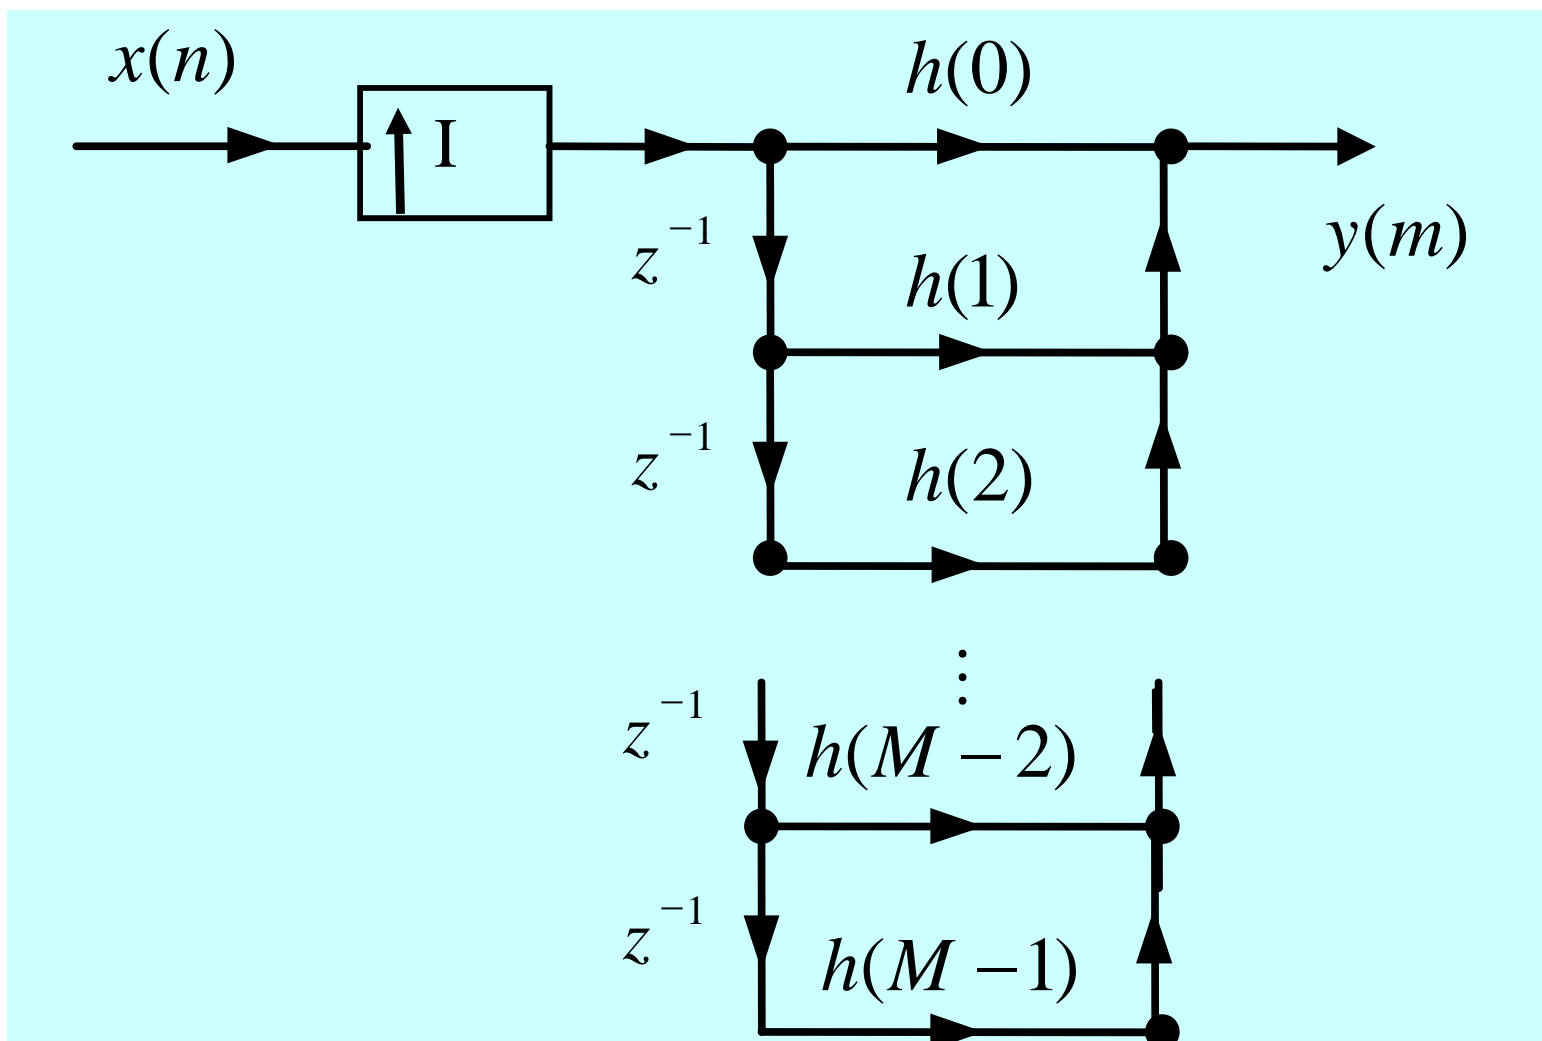 x(n)
h(0)
I
y(m)
z⁻¹
h(1)
z⁻¹
h(2)
⋮
z⁻¹
h(M − 2)
z⁻¹
h(M − 1)